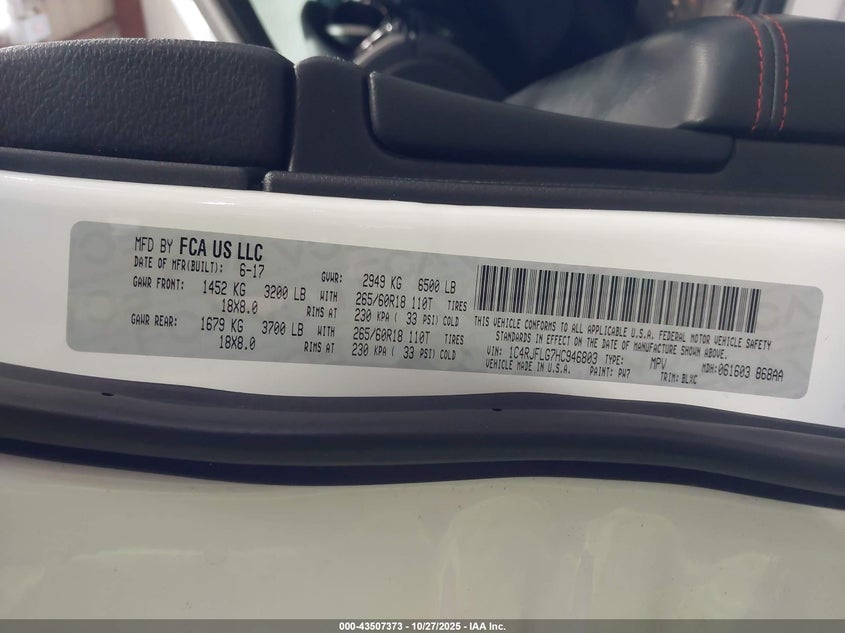 MFD BY FCA US LLC
DATE OF MFR(BUILT): 6-17 GVWR: 2949 KG 6500 LB
GAWR FRONT: 1452 KG 3200 LB WITH 265/60R18 110T TIRES
18X8.0 RIMS AT 230 KPA ( 33 PSI) COLD
GAWR REAR: 1679 KG 3700 LB WITH 265/60R18 110T TIRES
18X8.0 RIMS AT 230 KPA ( 33 PSI) COLD
THIS VEHICLE CONFORMS TO ALL APPLICABLE U.S.A. FEDERAL MOTOR VEHICLE SAFETY
STANDARDS IN EFFECT ON THE DATE OF MANUFACTURE SHOWN ABOVE.
VIN: 1C4RJFLG7HC946803 TYPE: MPV MDH: 061603 868AA
VEHICLE MADE IN U.S.A. PAINT: PW7 TRIM: BLXC
000-43507373 - 10/27/2025 - IAA Inc.